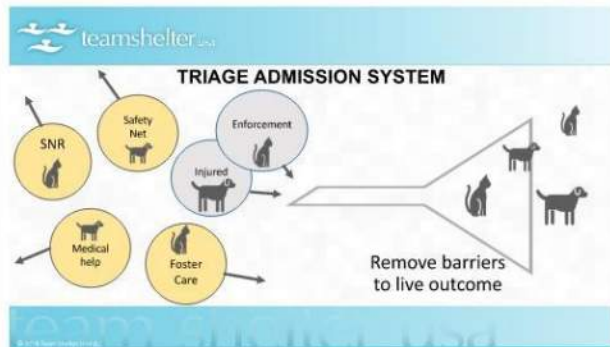 teamshelter usa
TRIAGE ADMISSION SYSTEM
SNR
Safety
Net
Enforcement
Injured
Medical
help
Foster
Care
Remove barriers
to live outcome
team shelter usa